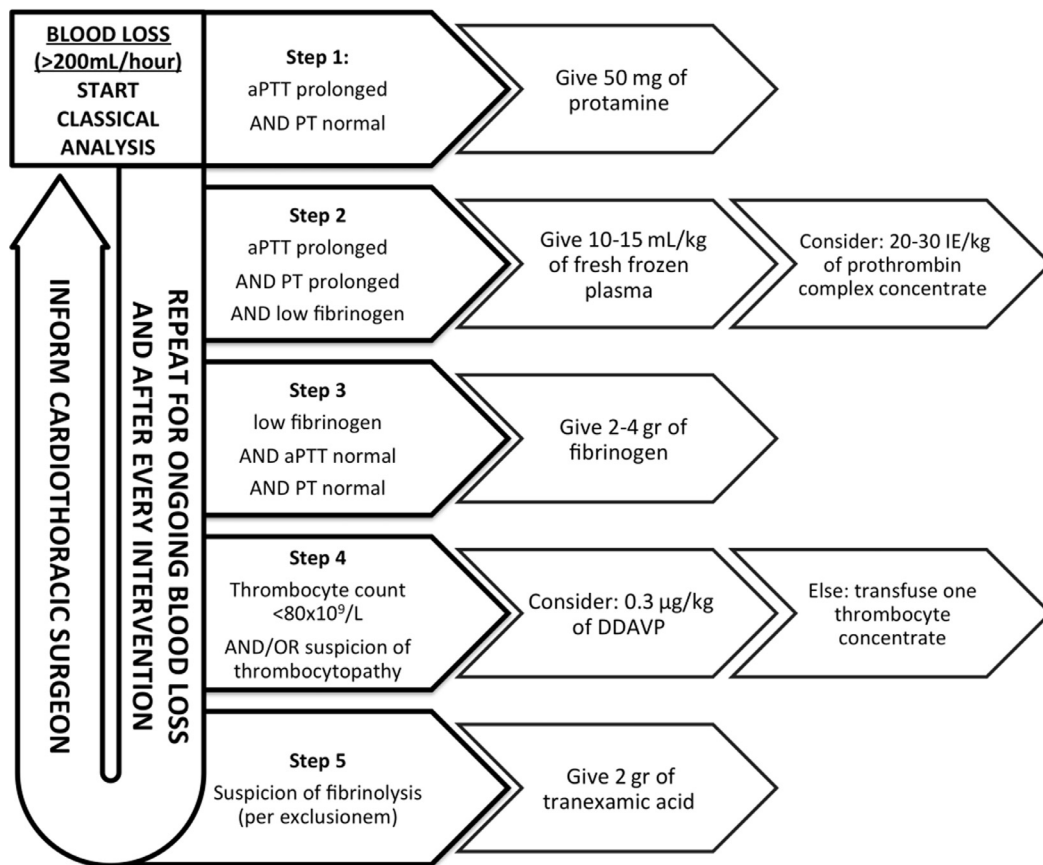 BLOOD LOSS
(>200mL/hour)
START
CLASSICAL
ANALYSIS
Step 1:
aPTT prolonged
AND PT normal
Give 50 mg of
protamine
Step 2
aPTT prolonged
AND PT prolonged
AND low fibrinogen
Give 10-15 mL/kg
of fresh frozen
plasma
Consider: 20-30 IE/kg
of prothrombin
complex concentrate
Step 3
low fibrinogen
AND aPTT normal
AND PT normal
Give 2-4 gr of
fibrinogen
Step 4
Thrombocyte count
<80x10⁹/L
AND/OR suspicion of
thrombocytopathy
Consider: 0.3 µg/kg
of DDAVP
Else: transfuse one
thrombocyte
concentrate
Step 5
Suspicion of fibrinolysis
(per exclusionem)
Give 2 gr of
tranexamic acid
REPEAT FOR ONGOING BLOOD LOSS
AND AFTER EVERY INTERVENTION
INFORM CARDIOTHORACIC SURGEON